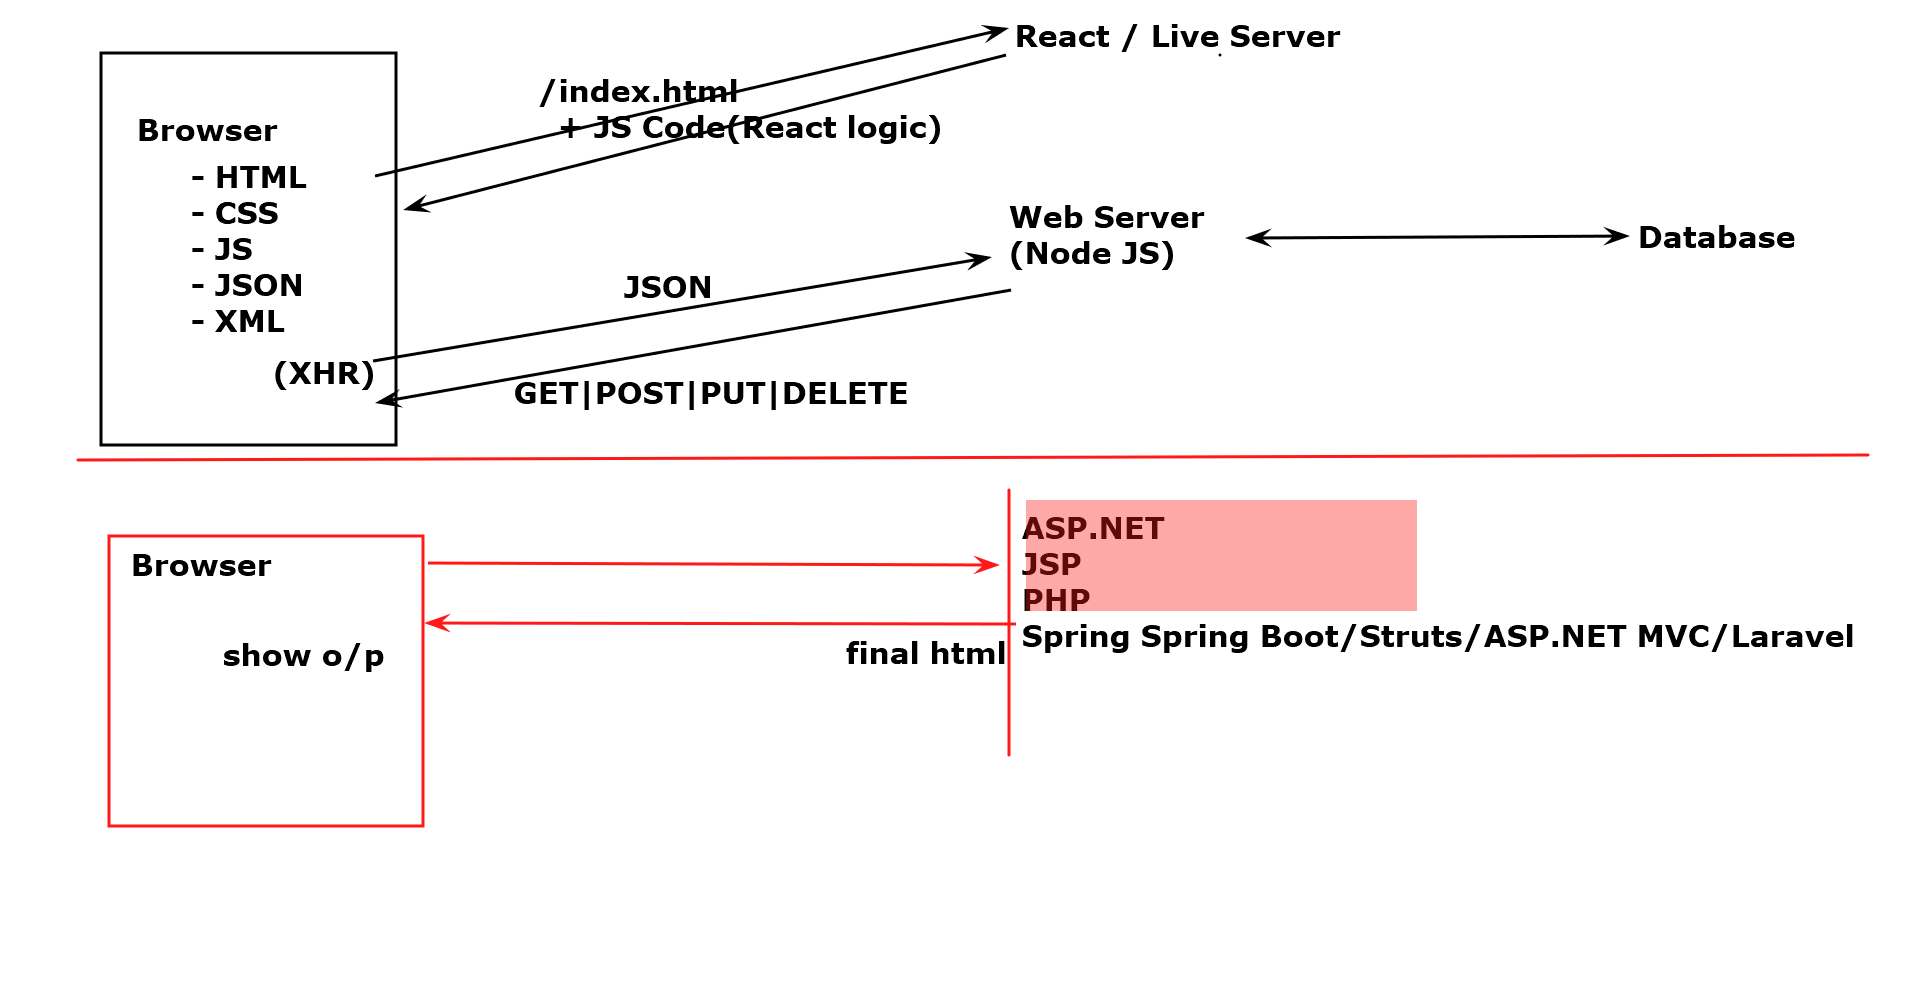 React / Live Server
/index.html
+ JS Code(React logic)
Browser
- HTML
- CSS
- JS
- JSON
- XML
(XHR)
Web Server
(Node JS)
Database
JSON
GET|POST|PUT|DELETE
Browser
show o/p
ASP.NET
JSP
PHP
Spring Spring Boot/Struts/ASP.NET MVC/Laravel
final html